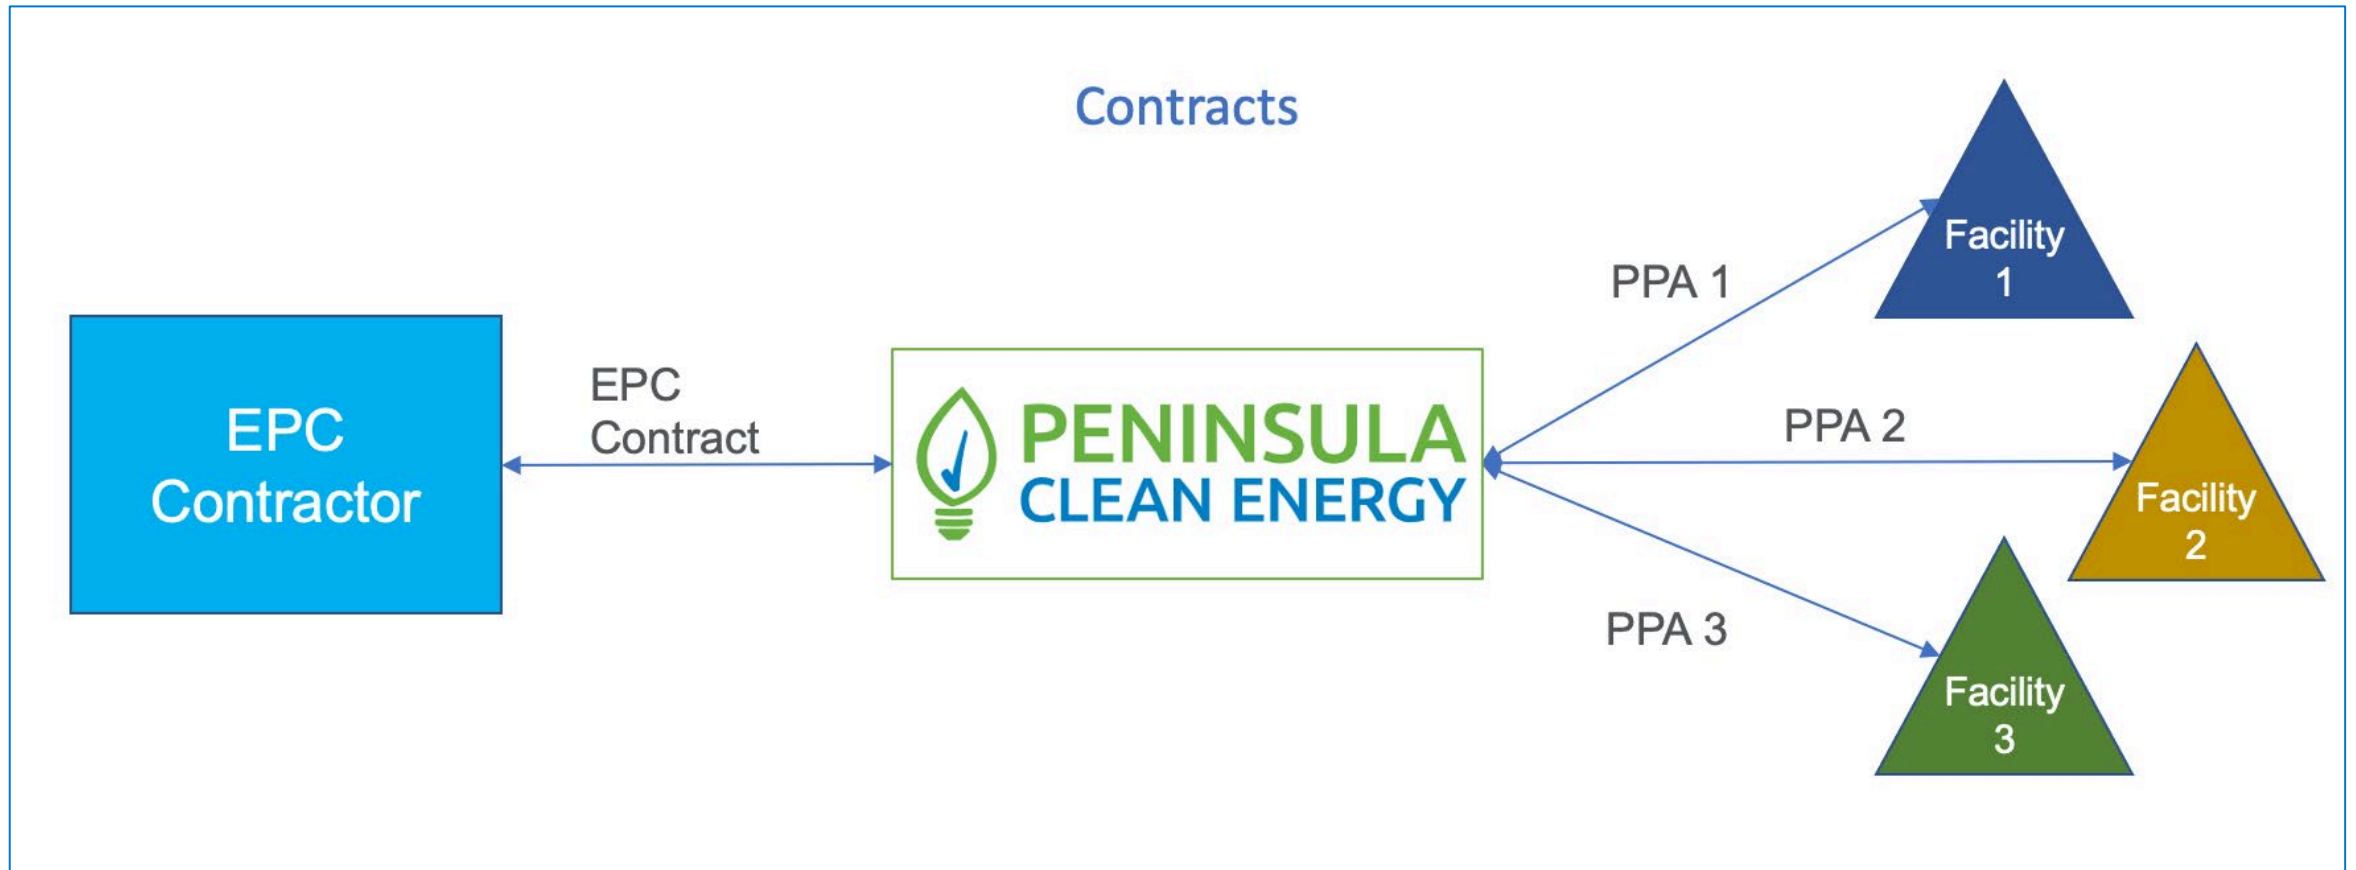 Contracts
EPC
Contractor
EPC
Contract
PENINSULA
CLEAN ENERGY
PPA 1
Facility
1
PPA 2
Facility
2
PPA 3
Facility
3